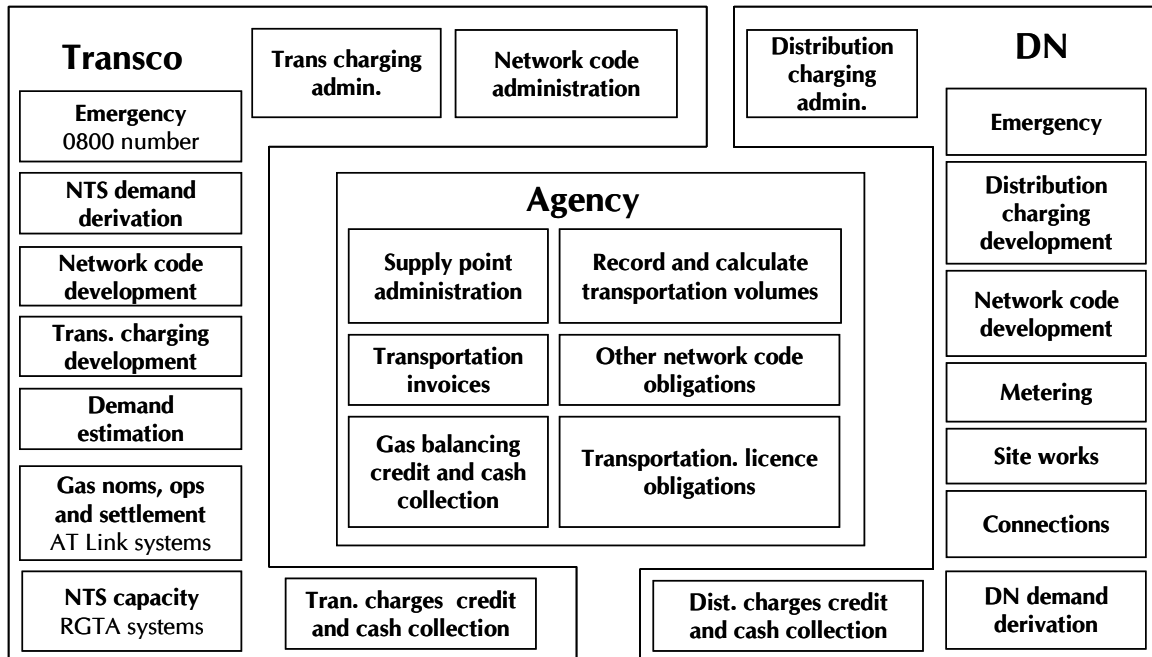 Transco
Trans charging
admin.
Network code
administration
Emergency
0800 number
NTS demand
derivation
Network code
development
Trans. charging
development
Demand
estimation
Gas noms, ops
and settlement
AT Link systems
NTS capacity
RGTA systems
Tran. charges credit
and cash collection
Agency
Supply point
administration
Record and calculate
transportation volumes
Transportation
invoices
Other network code
obligations
Gas balancing
credit and cash
collection
Transportation. licence
obligations
Distribution
charging
admin.
DN
Emergency
Distribution
charging
development
Network code
development
Metering
Site works
Connections
DN demand
derivation
Dist. charges credit
and cash collection